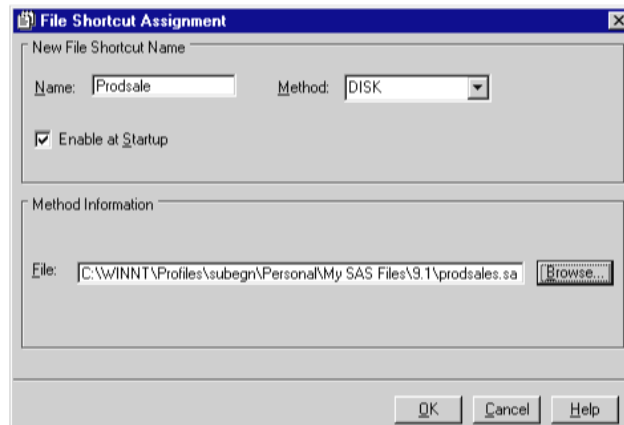 File Shortcut Assignment
New File Shortcut Name
Name: Prodsale Method: DISK
Enable at Startup
Method Information
File: C:\WINNT\Profiles\subegn\Personal\My SAS Files\9.1\prodsales.sa Browse...
OK Cancel Help